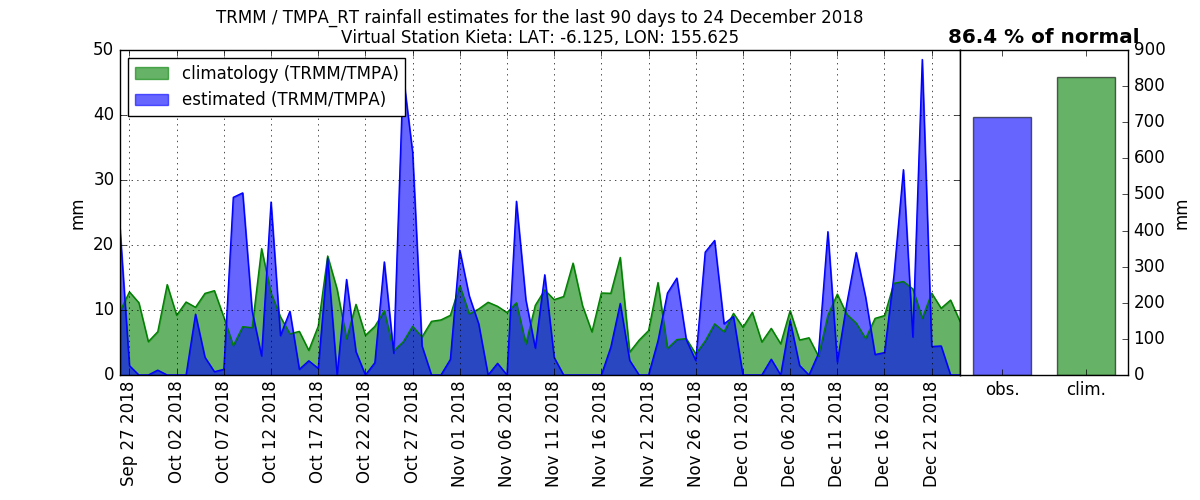 TRMM / TMPA_RT rainfall estimates for the last 90 days to 24 December 2018
Virtual Station Kieta: LAT: -6.125, LON: 155.625
86.4 % of normal
climatology (TRMM/TMPA)
estimated (TRMM/TMPA)
mm
50
40
30
20
10
0
Sep 27 2018
Oct 02 2018
Oct 07 2018
Oct 12 2018
Oct 17 2018
Oct 22 2018
Oct 27 2018
Nov 01 2018
Nov 06 2018
Nov 11 2018
Nov 16 2018
Nov 21 2018
Nov 26 2018
Dec 01 2018
Dec 06 2018
Dec 11 2018
Dec 16 2018
Dec 21 2018
obs.
clim.
900
800
700
600
500
400
300
200
100
0
mm